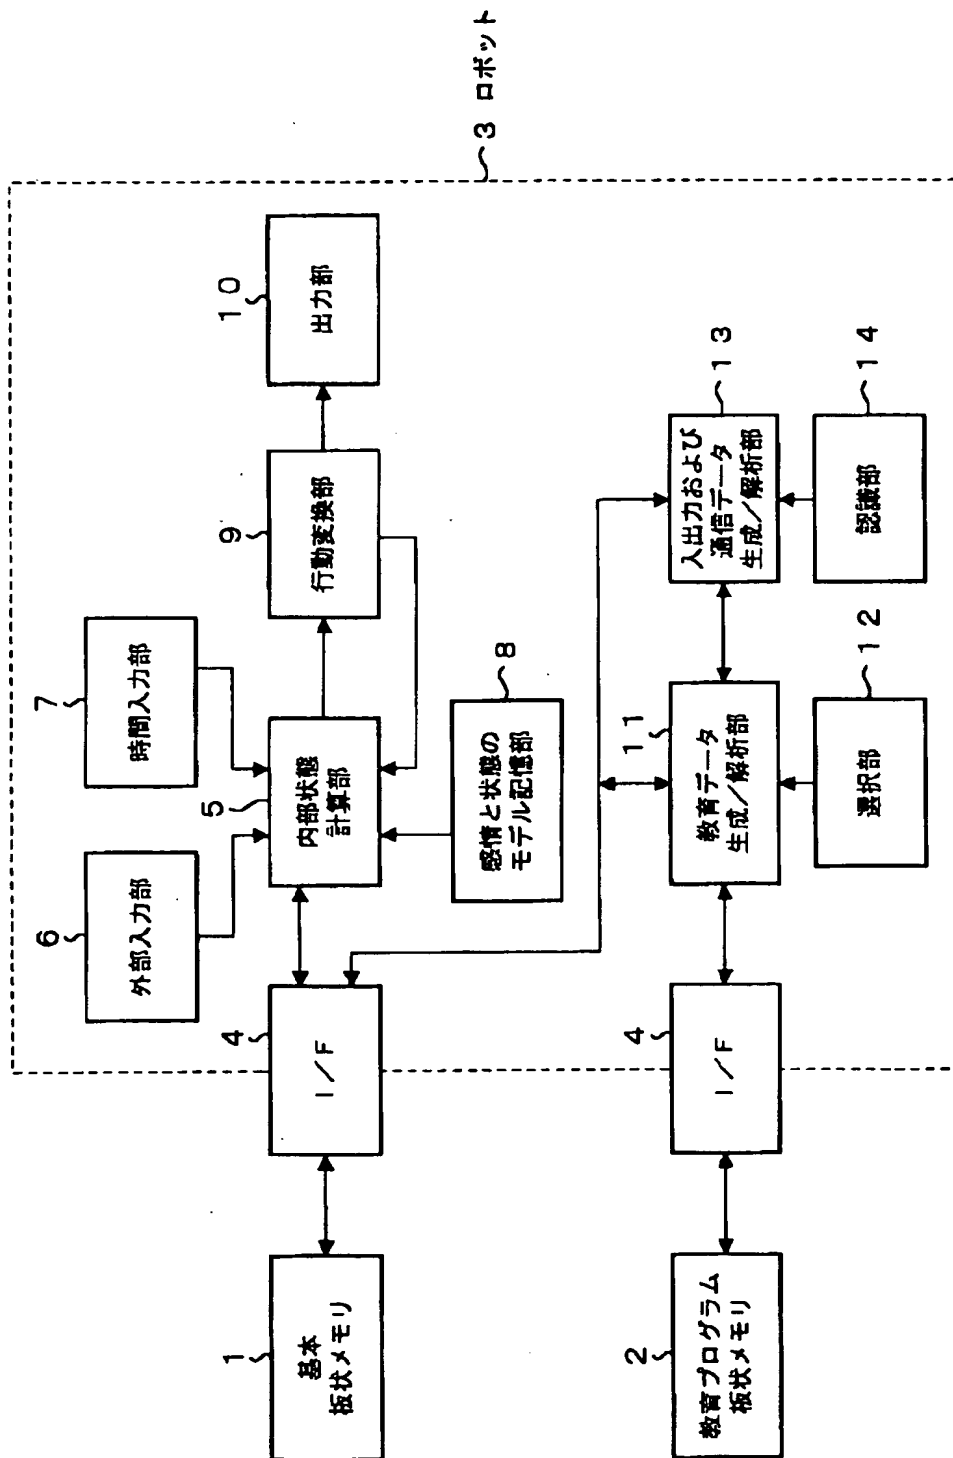 3 ロボット
7
時間入力部
6
外部入力部
10
出力部
9
行動変換部
5
内部状態
計算部
8
感情と状態の
モデル記憶部
4
I/F
1
基本
板状メモリ
13
入出力および
通信データ
生成/解析部
14
認識部
11
教育データ
生成/解析部
12
選択部
4
I/F
2
教育プログラム
板状メモリ